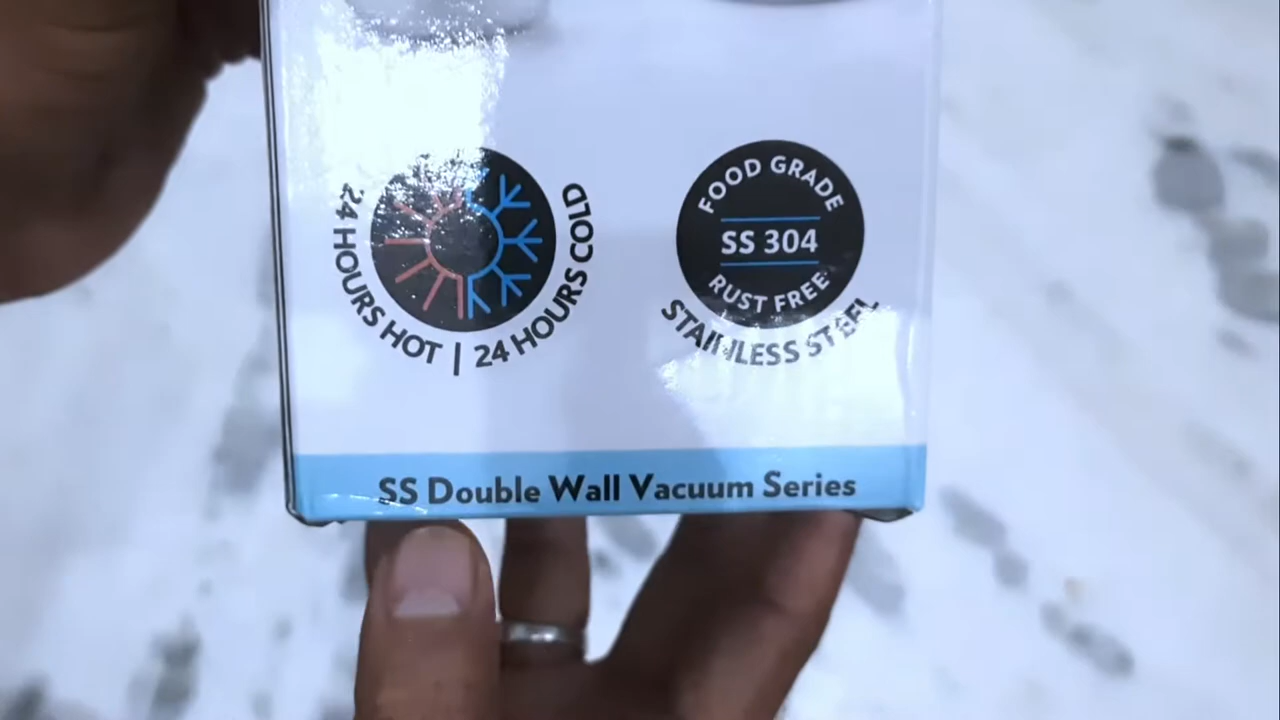 24 HOURS HOT | 24 HOURS COLD
FOOD GRADE
SS 304
RUST FREE
STAINLESS STEEL
SS Double Wall Vacuum Series